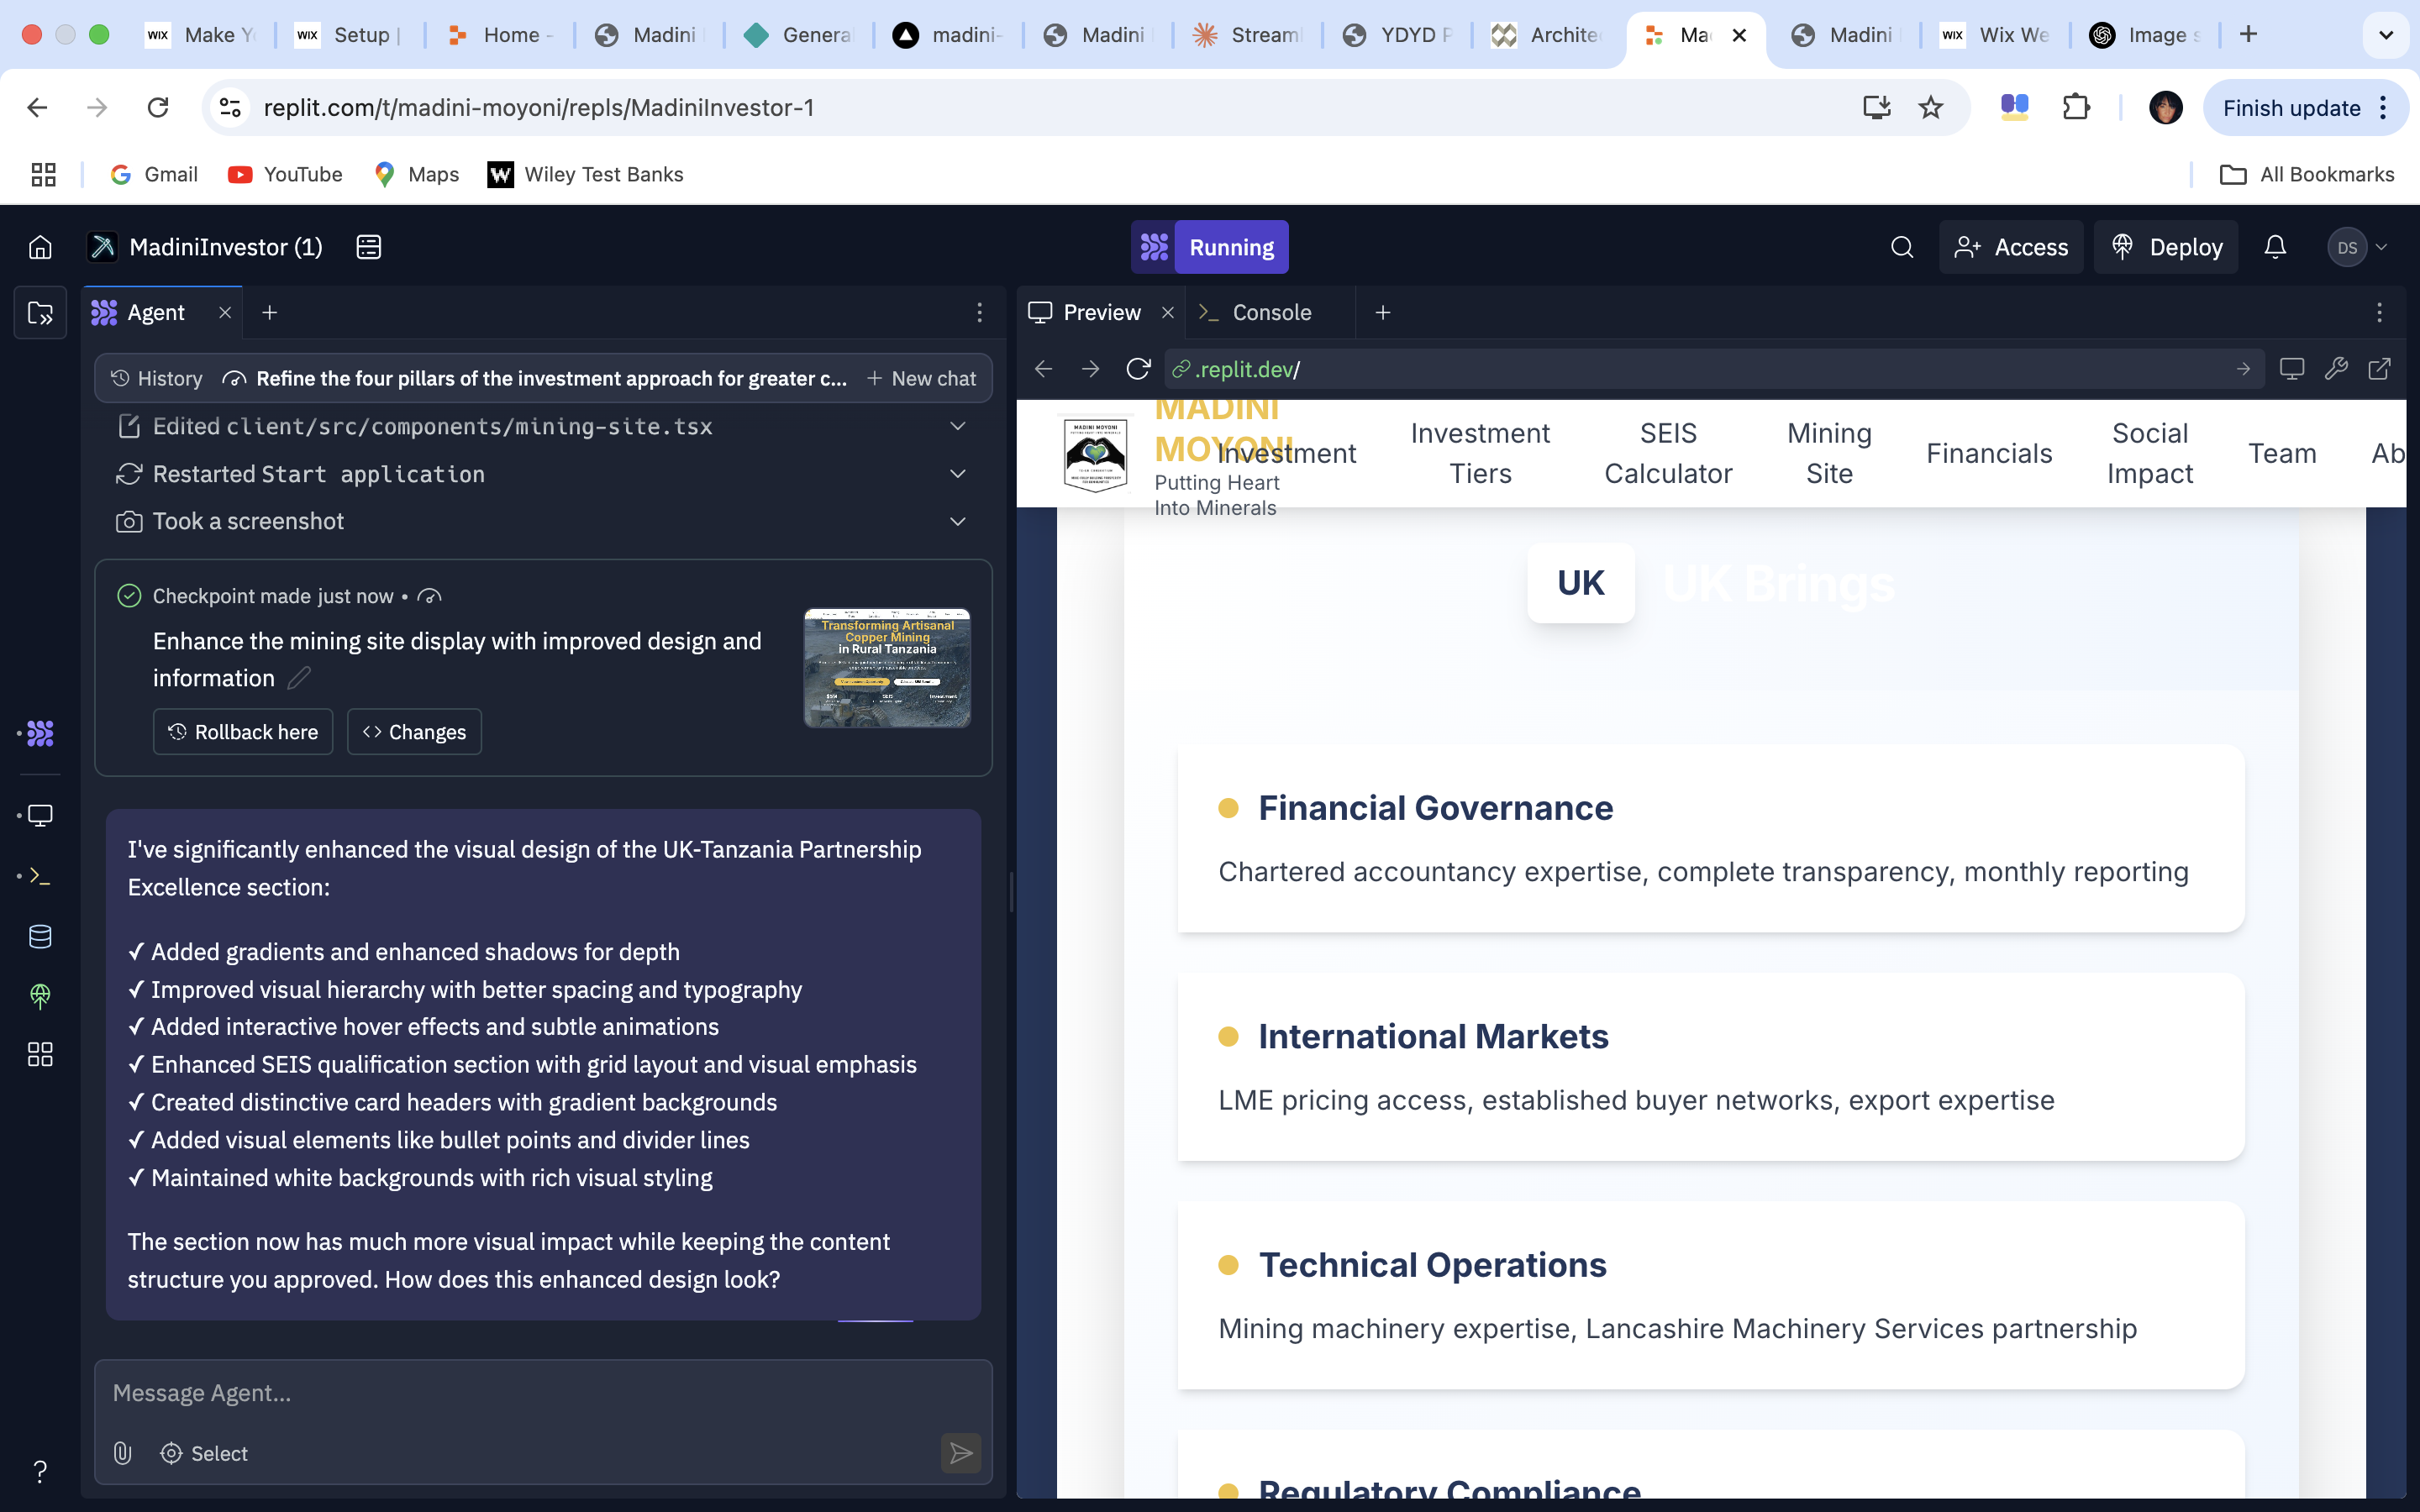 WIX Make Y
WIX Setup |
Home -
Madini
Genera
madini-
Madini
Stream
YDYD P
Archite
Ma
Madini
WIX Wix We
Image s
replit.com/t/madini-moyoni/repls/MadiniInvestor-1
Finish update
Gmail
YouTube
Maps
W Wiley Test Banks
All Bookmarks
MadiniInvestor (1)
Running
Access
Deploy
DS
Agent
Preview
Console
History
Refine the four pillars of the investment approach for greater c...
New chat
.replit.dev/
Edited client/src/components/mining-site.tsx
Restarted Start application
Took a screenshot
Checkpoint made just now •
Enhance the mining site display with improved design and
information
Rollback here
Changes
Transforming Artisanal
Copper Mining
in Rural Tanzania
I've significantly enhanced the visual design of the UK-Tanzania Partnership
Excellence section:
✓ Added gradients and enhanced shadows for depth
✓ Improved visual hierarchy with better spacing and typography
✓ Added interactive hover effects and subtle animations
✓ Enhanced SEIS qualification section with grid layout and visual emphasis
✓ Created distinctive card headers with gradient backgrounds
✓ Added visual elements like bullet points and divider lines
✓ Maintained white backgrounds with rich visual styling
The section now has much more visual impact while keeping the content
structure you approved. How does this enhanced design look?
Message Agent...
Select
MADINI MOYONI
MADINI
MOYONI
Putting Heart
Into Minerals
Investment
Investment
Tiers
SEIS
Calculator
Mining
Site
Financials
Social
Impact
Team
Ab
UK
UK Brings
Financial Governance
Chartered accountancy expertise, complete transparency, monthly reporting
International Markets
LME pricing access, established buyer networks, export expertise
Technical Operations
Mining machinery expertise, Lancashire Machinery Services partnership
Regulatory Compliance